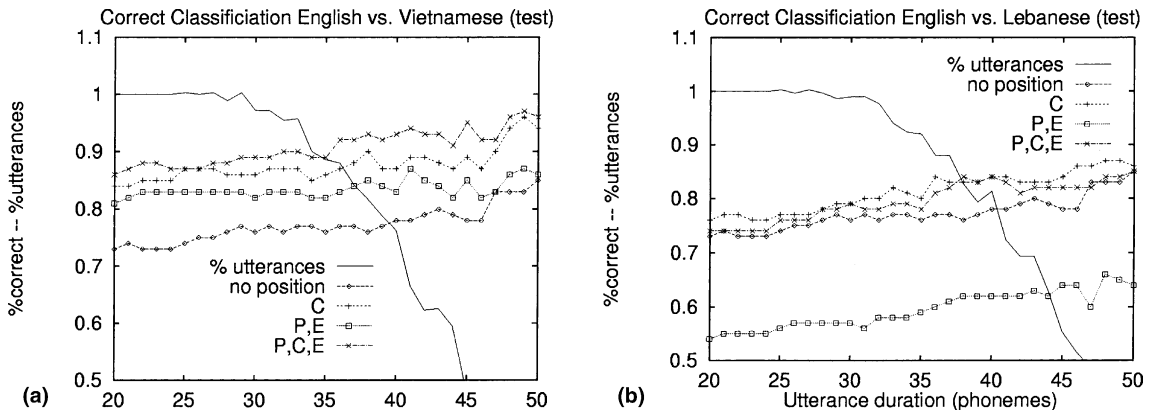 Correct Classificiation English vs. Vietnamese (test)
1.1
1
0.9
0.8
0.7
0.6
0.5
%correct -- %utterances
% utterances
no position
C
P,E
P,C,E
(a)
20 25 30 35 40 45 50
Correct Classificiation English vs. Lebanese (test)
1.1
1
0.9
0.8
0.7
0.6
0.5
%correct -- %utterances
% utterances
no position
C
P,E
P,C,E
(b)
20 25 30 35 40 45 50
Utterance duration (phonemes)